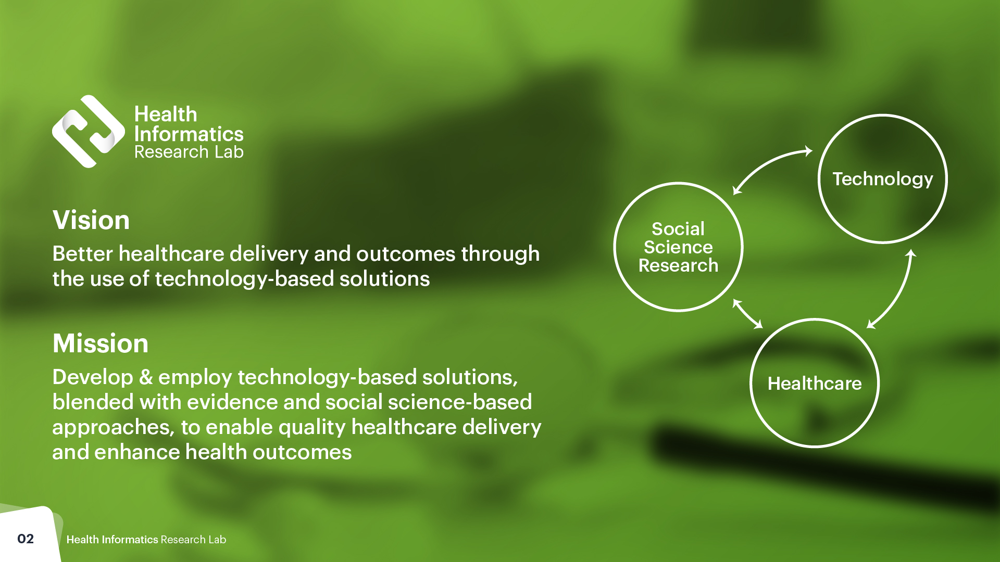 Health
Informatics
Research Lab
Vision
Better healthcare delivery and outcomes through
the use of technology-based solutions
Mission
Develop & employ technology-based solutions,
blended with evidence and social science-based
approaches, to enable quality healthcare delivery
and enhance health outcomes
Technology
Social
Science
Research
Healthcare
02
Health Informatics Research Lab